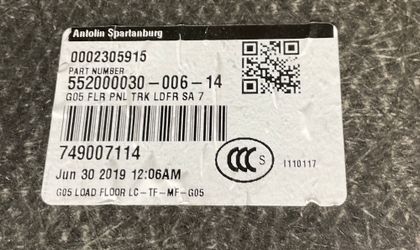 Antolin Spartanburg
0002305915
PART NUMBER
552000030-006-14
G05 FLR PNL TRK LDFR SA 7
749007114
CCC S
I110117
Jun 30 2019 12:06AM
G05 LOAD FLOOR LC-TF-MF-G05